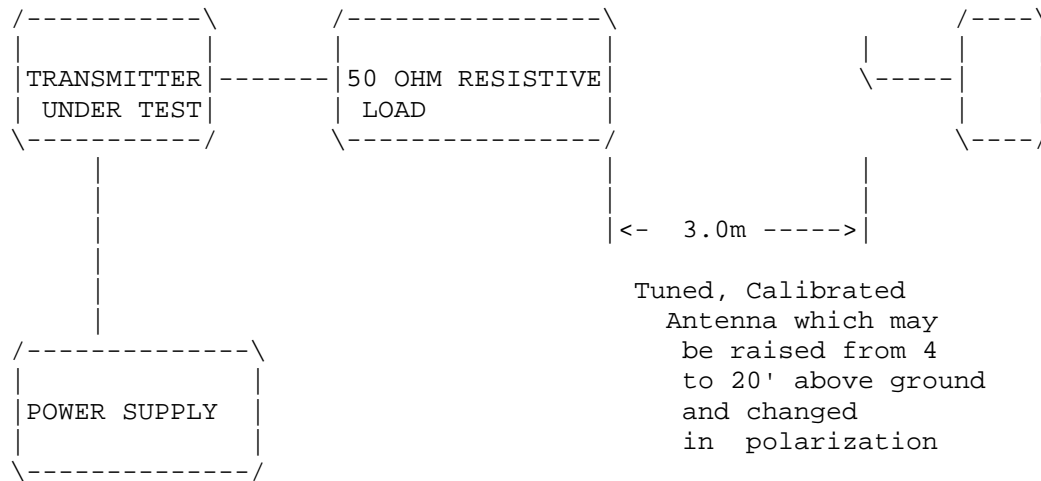 TRANSMITTER
UNDER TEST
50 OHM RESISTIVE
LOAD
<- 3.0m ----->
Tuned, Calibrated
Antenna which may
be raised from 4
to 20' above ground
and changed
in polarization
POWER SUPPLY